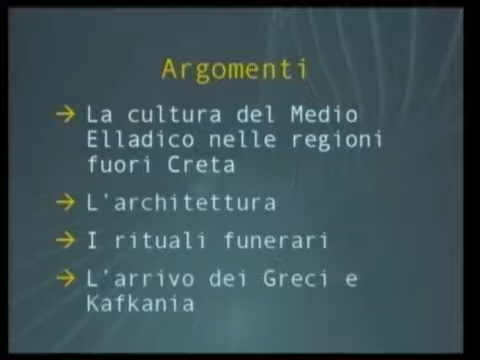 Argomenti
→ La cultura del Medio
Elladico nelle regioni
fuori Creta
→ L'architettura
→ I rituali funerari
→ L'arrivo dei Greci e
Kafkania